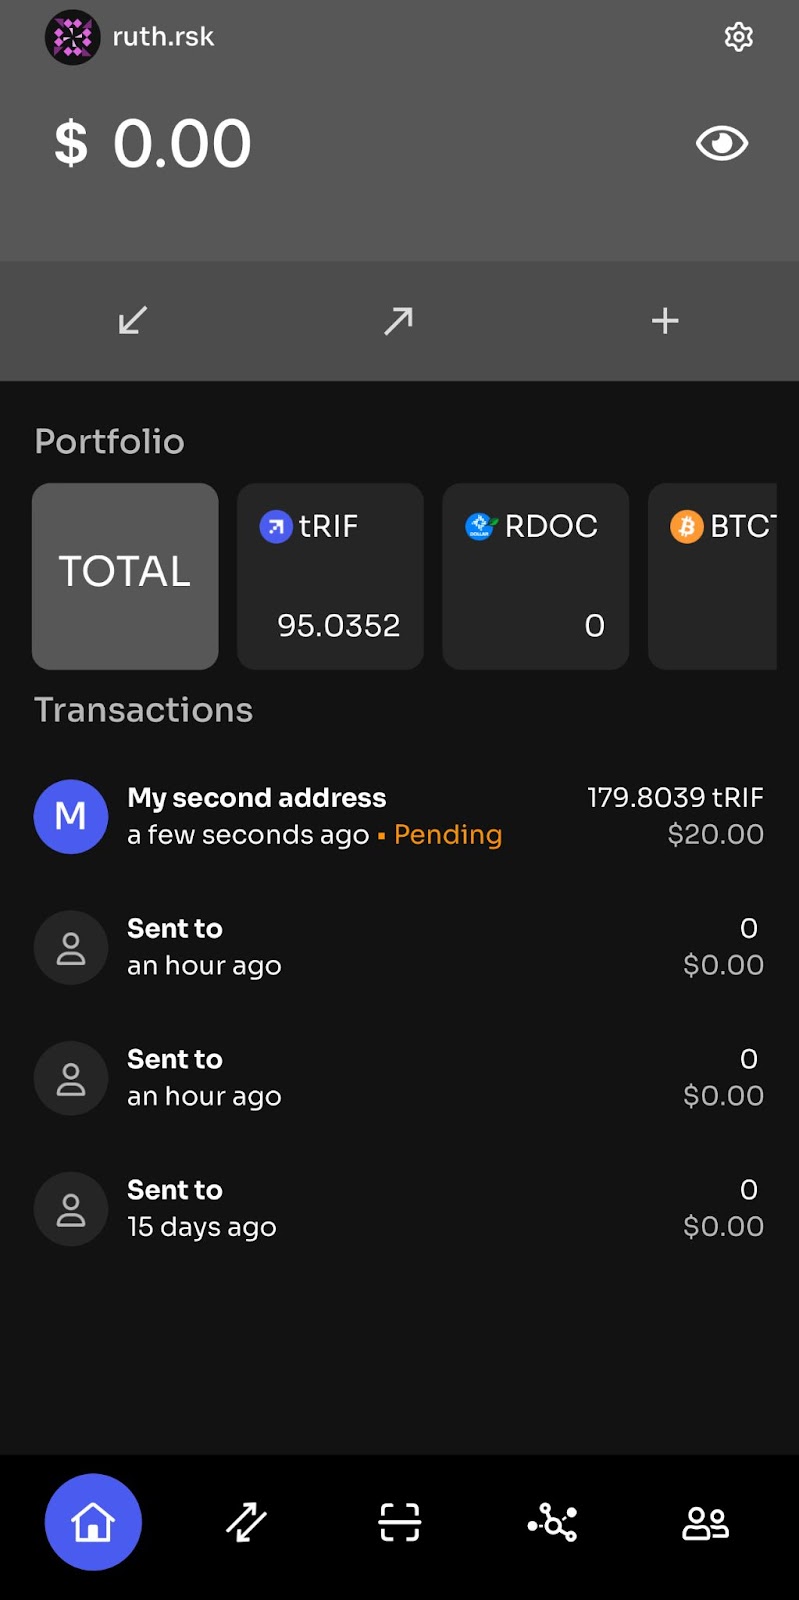 ruth.rsk
$ 0.00
Portfolio
TOTAL
tRIF
95.0352
RDOC
0
BTC
Transactions
M
My second address
179.8039 tRIF
a few seconds ago ▪ Pending
$20.00
Sent to
0
an hour ago
$0.00
Sent to
0
an hour ago
$0.00
Sent to
0
15 days ago
$0.00